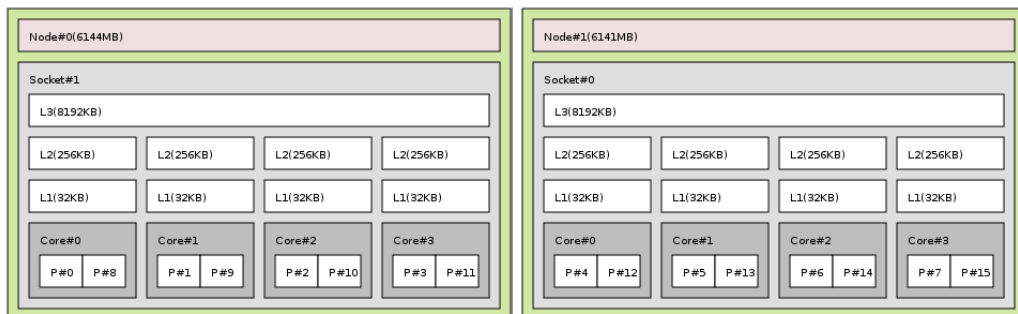 Node#0(6144MB)
Socket#1
L3(8192KB)
L2(256KB) L2(256KB) L2(256KB) L2(256KB)
L1(32KB) L1(32KB) L1(32KB) L1(32KB)
Core#0 Core#1 Core#2 Core#3
P#0 P#8 P#1 P#9 P#2 P#10 P#3 P#11
Node#1(6141MB)
Socket#0
L3(8192KB)
L2(256KB) L2(256KB) L2(256KB) L2(256KB)
L1(32KB) L1(32KB) L1(32KB) L1(32KB)
Core#0 Core#1 Core#2 Core#3
P#4 P#12 P#5 P#13 P#6 P#14 P#7 P#15